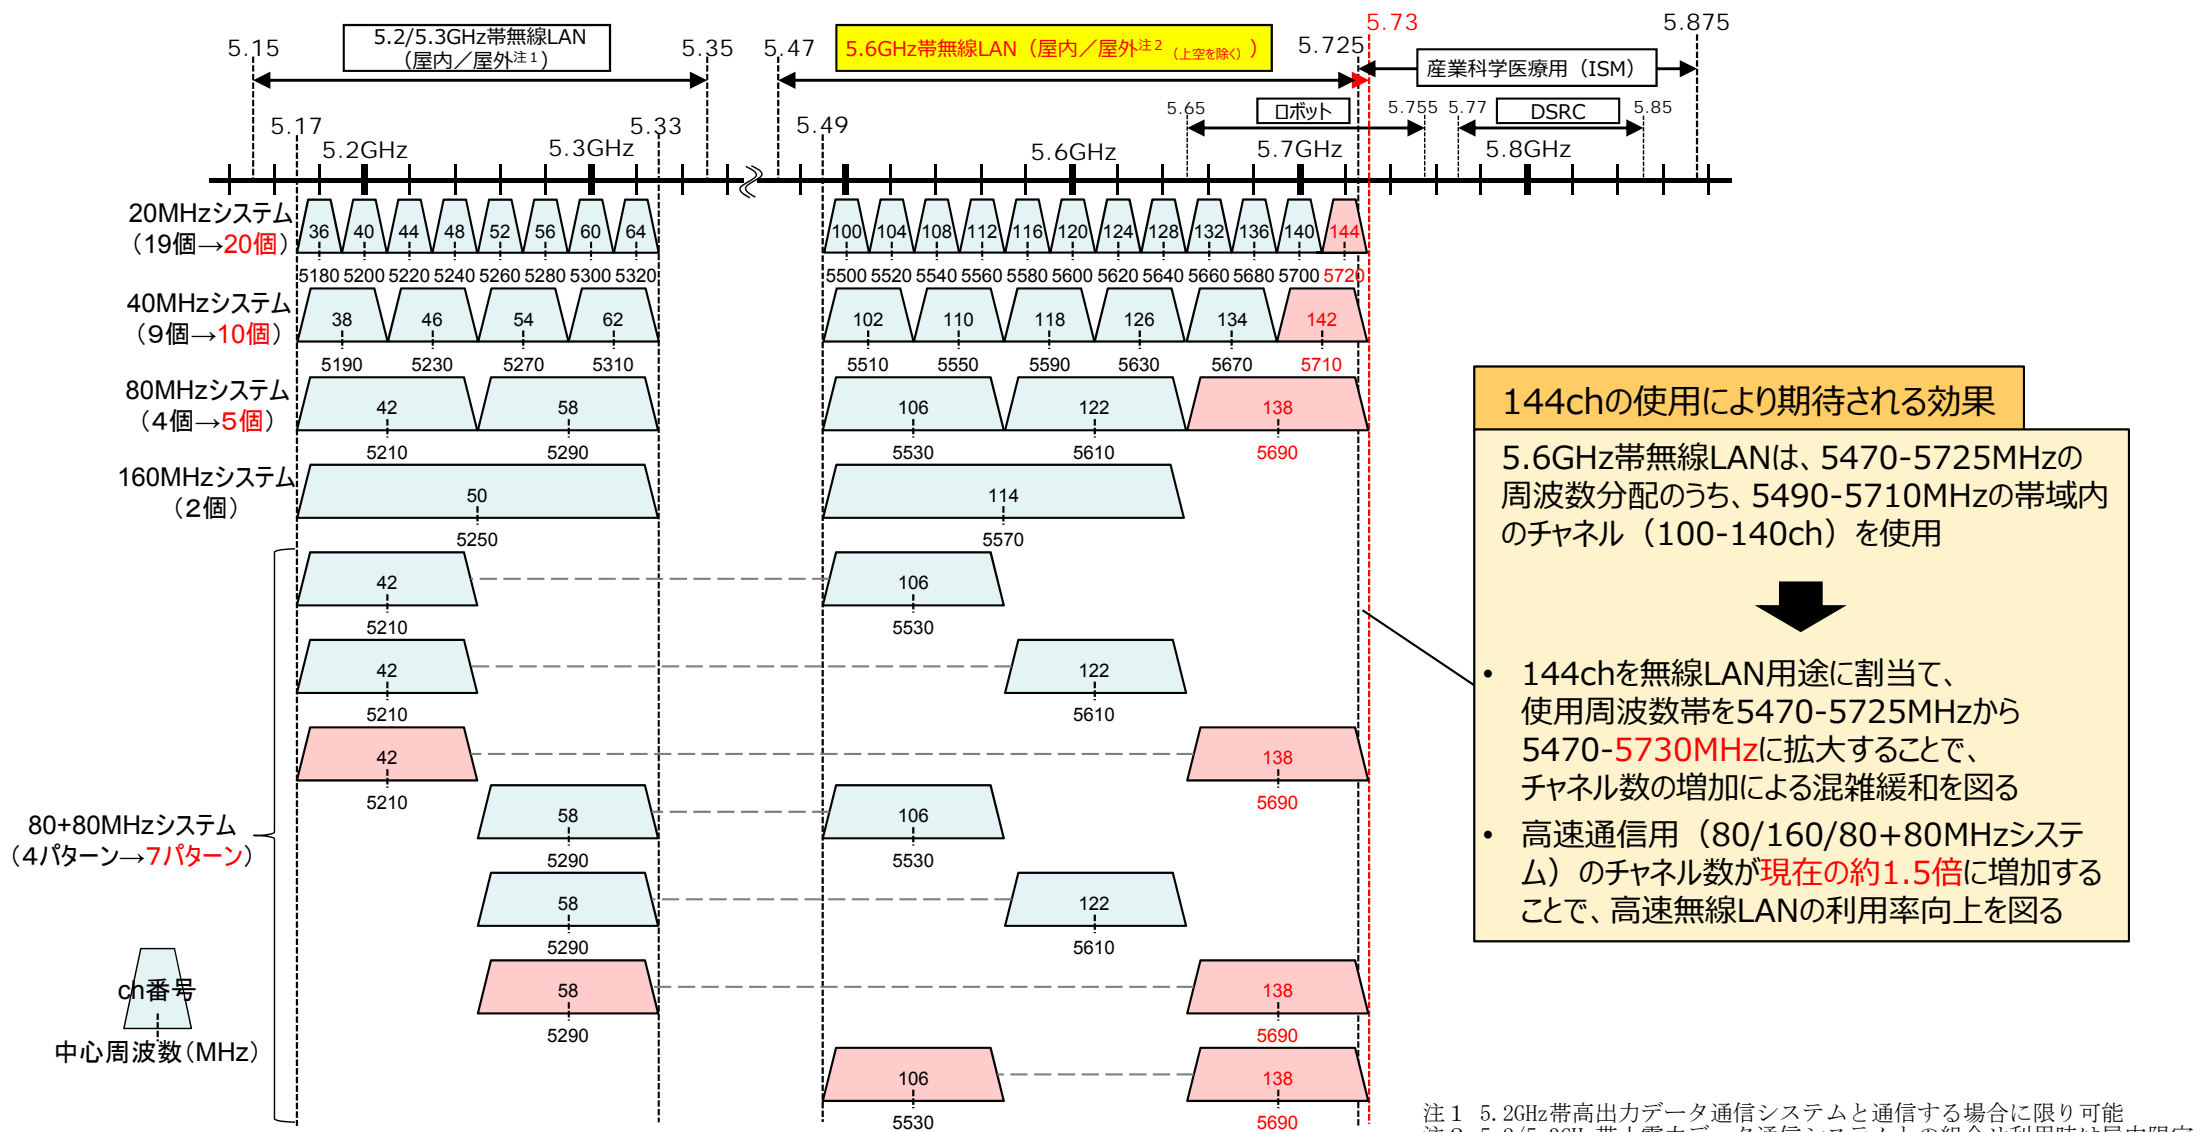 5.15
5.2/5.3GHz帯無線LAN
（屋内／屋外注１）
5.35
5.47
5.6GHz帯無線LAN（屋内／屋外注２（上空を除く））
5.725
5.73
5.875
産業科学医療用（ISM）
5.65
ロボット
5.755
5.77
DSRC
5.85
5.17
5.33
5.49
5.2GHz
5.3GHz
5.6GHz
5.7GHz
5.8GHz
20MHzシステム
（19個→20個）
36 40 44 48 52 56 60 64 100 104 108 112 116 120 124 128 132 136 140 144
5180 5200 5220 5240 5260 5280 5300 5320 5500 5520 5540 5560 5580 5600 5620 5640 5660 5680 5700 5720
40MHzシステム
（９個→10個）
38 46 54 62 102 110 118 126 134 142
5190 5230 5270 5310 5510 5550 5590 5630 5670 5710
80MHzシステム
（4個→5個）
42 58 106 122 138
5210 5290 5530 5610 5690
160MHzシステム
（２個）
50 114
5250 5570
80+80MHzシステム
（４パターン→７パターン）
42 106
5210 5530
42 122
5210 5610
42 138
5210 5690
58 106
5290 5530
58 122
5290 5610
58 138
5290 5690
106 138
5530 5690
ch番号
中心周波数（MHz）
144chの使用により期待される効果
5.6GHz帯無線LANは、5470-5725MHzの
周波数分配のうち、5490-5710MHzの帯域内
のチャネル（100-140ch）を使用
• 144chを無線LAN用途に割当て、
使用周波数帯を5470-5725MHzから
5470-5730MHzに拡大することで、
チャネル数の増加による混雑緩和を図る
• 高速通信用（80/160/80+80MHzシステ
ム）のチャネル数が現在の約1.5倍に増加する
ことで、高速無線LANの利用率向上を図る
注１ 5.2GHz帯高出力データ通信システムと通信する場合に限り可能